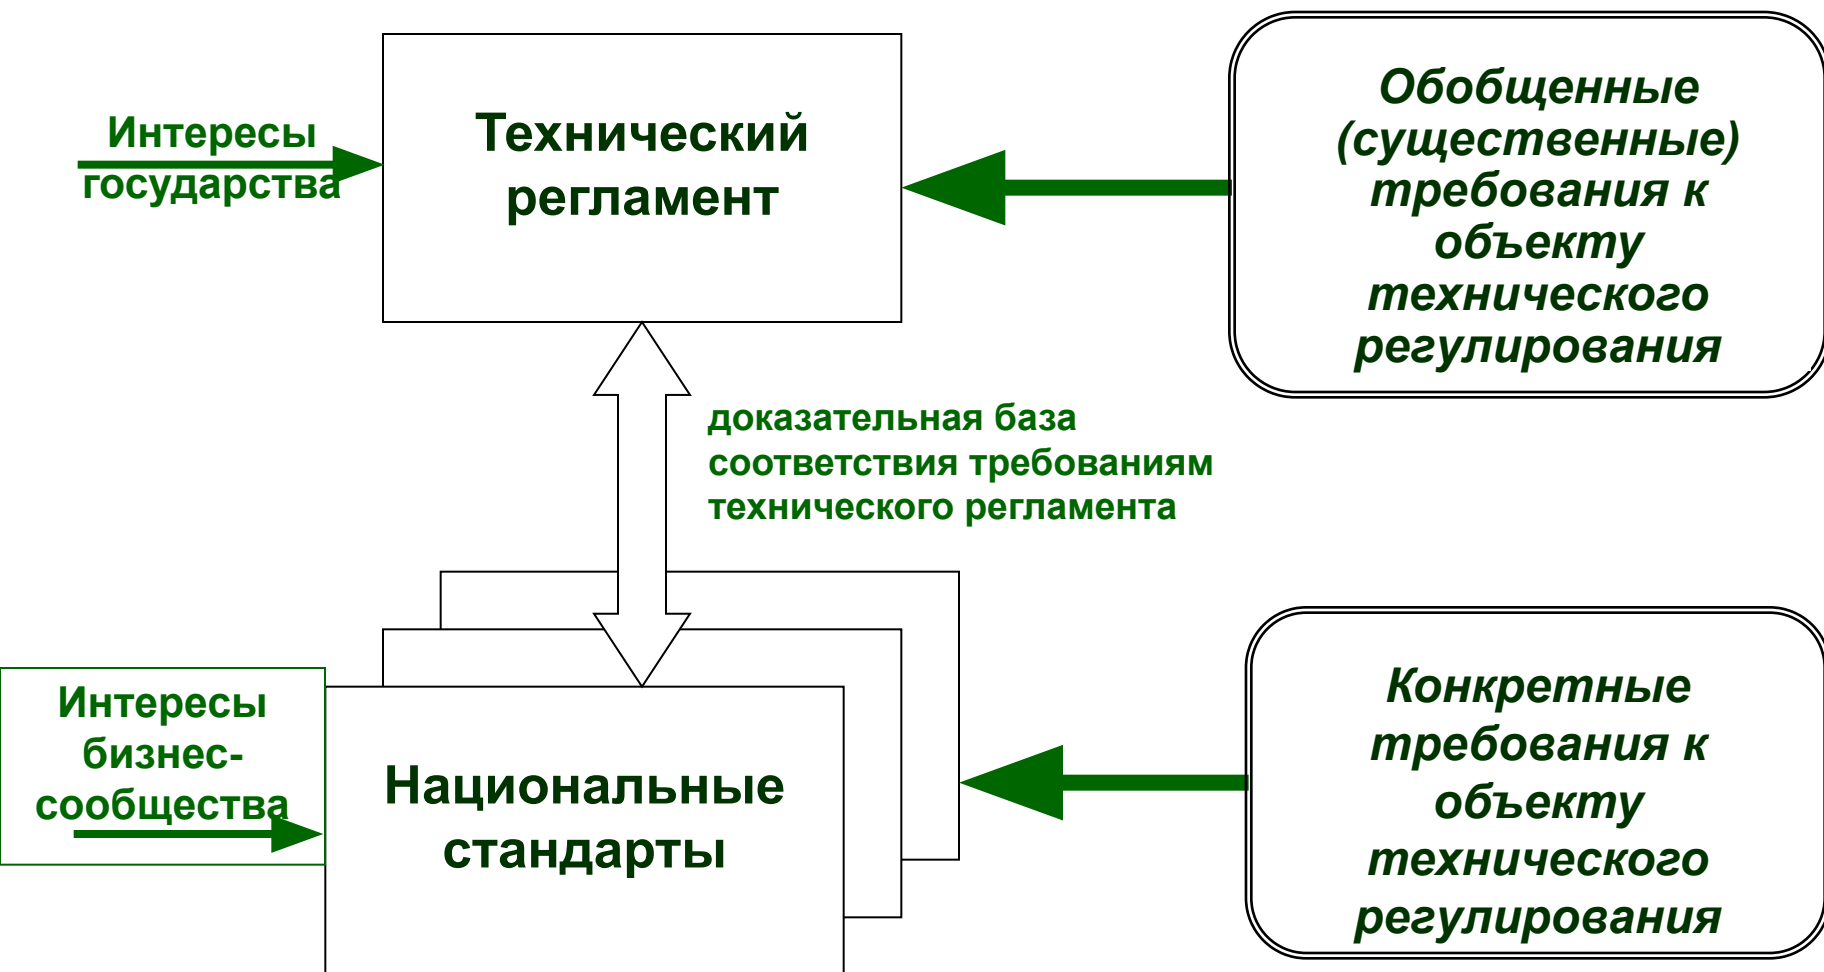 Интересы
государства
Технический
регламент
Обобщенные
(существенные)
требования к
объекту
технического
регулирования
доказательная база
соответствия требованиям
технического регламента
Интересы
бизнес-
сообщества
Национальные
стандарты
Конкретные
требования к
объекту
технического
регулирования